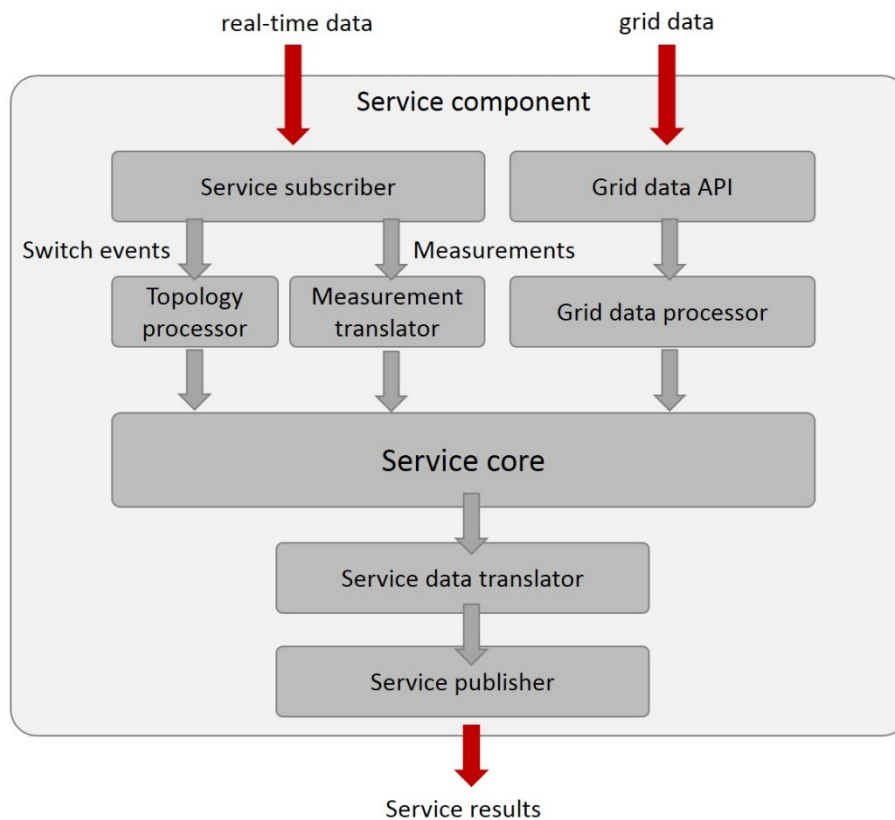 real-time data
grid data
Service component
Service subscriber
Grid data API
Switch events
Measurements
Topology
processor
Measurement
translator
Grid data processor
Service core
Service data translator
Service publisher
Service results